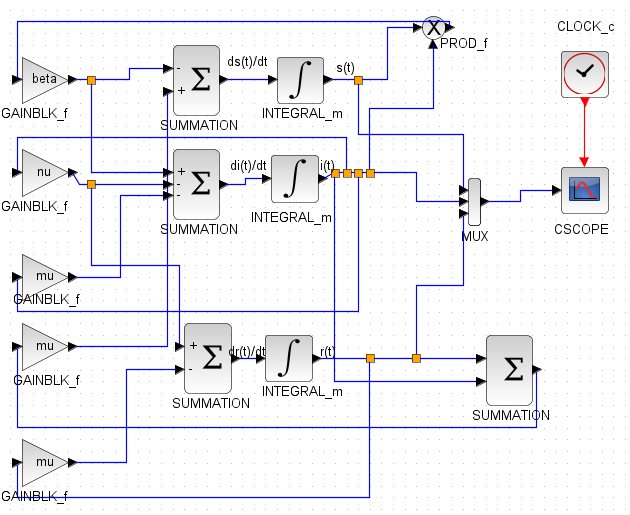 CLOCK_c
X
PROD_f
ds(t)/dt
s(t)
beta
-
+
Σ
∫
GAINBLK_f
SUMMATION
INTEGRAL_m
di(t)/dt
i(t)
nu
+
-
-
Σ
∫
GAINBLK_f
SUMMATION
INTEGRAL_m
MUX
CSCOPE
mu
GAINBLK_f
mu
+
-
Σ
dr(t)/dt
∫
r(t)
Σ
GAINBLK_f
SUMMATION
INTEGRAL_m
SUMMATION
mu
GAINBLK_f